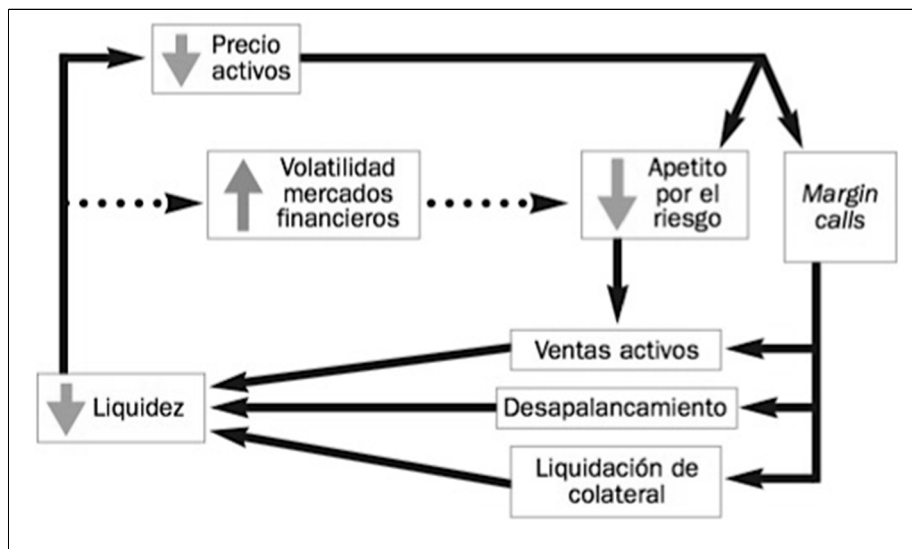 Precio
activos
Volatilidad
mercados
financieros
Apetito
por el
riesgo
Margin
calls
Ventas activos
Liquidez
Desapalancamiento
Liquidación de
colateral